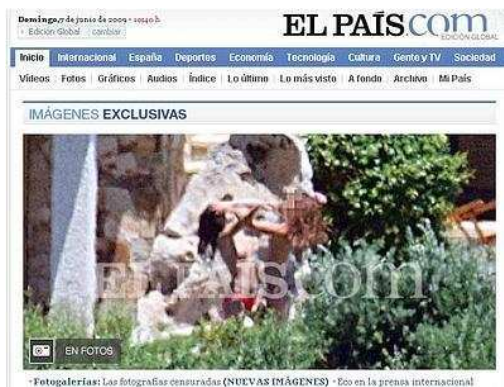 Domingo, 7 de junio de 2009 - 10:40 h.
EL PAÍS.COM
Edición Global cambiar
EDICIÓN GLOBAL
Inicio Internacional España Deportes Economía Tecnología Cultura Gente y TV Sociedad
Vídeos Fotos Gráficos Audios Índice Lo último Lo más visto A fondo Archivo Mi País
IMÁGENES EXCLUSIVAS
EL PAIS.com
EN FOTOS
· Fotogalerías: Las fotografías censuradas (NUEVAS IMÁGENES) · Eco en la prensa internacional